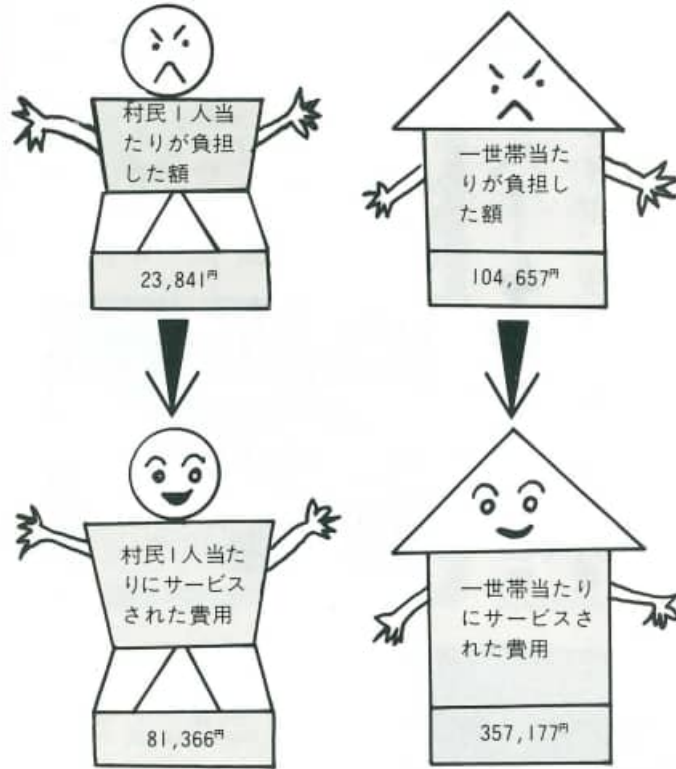 村民1人当
たりが負担
した額
23,841円
一世帯当た
りが負担し
た額
104,657円
村民1人当た
りにサービス
された費用
81,366円
一世帯当たり
にサービスさ
れた費用
357,177円